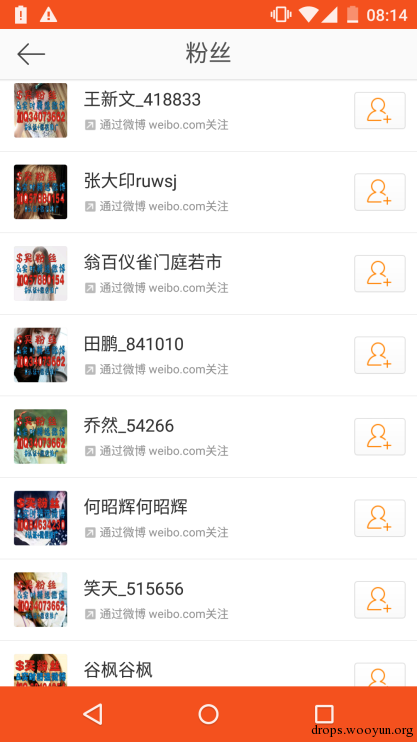 08:14
粉丝
王新文_418833
通过微博 weibo.com关注
张大印ruwsj
通过微博 weibo.com关注
翁百仪雀门庭若市
通过微博 weibo.com关注
田鹏_841010
通过微博 weibo.com关注
乔然_54266
通过微博 weibo.com关注
何昭辉何昭辉
通过微博 weibo.com关注
笑天_515656
通过微博 weibo.com关注
谷枫谷枫
drops.wooyun.org